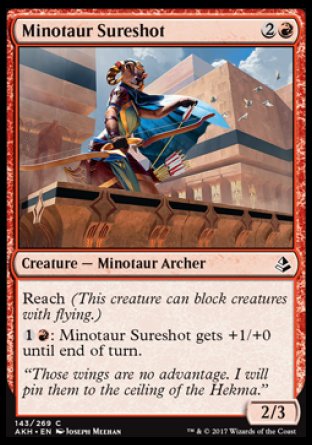 Minotaur Sureshot 2
Creature — Minotaur Archer
Reach (This creature can block creatures
with flying.)
1: Minotaur Sureshot gets +1/+0
until end of turn.
"Those wings are no advantage. I will
pin them to the ceiling of the Hekma."
2/3
143/269 C
AKH • EN Joseph Meehan
™ & © 2017 Wizards of the Coast